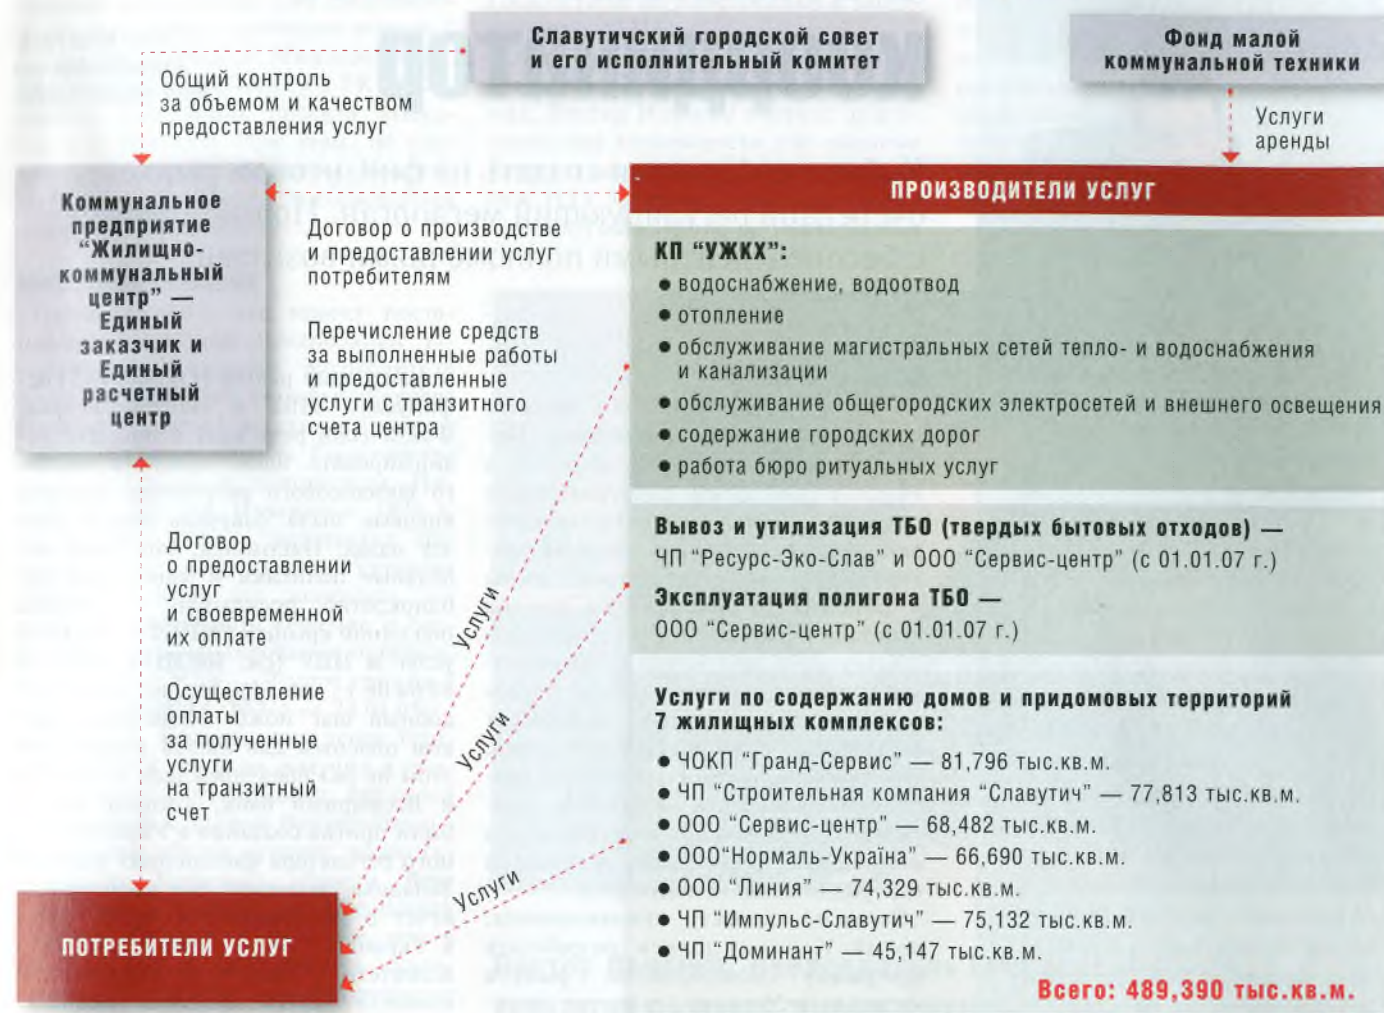 Славутичский городской совет
и его исполнительный комитет
Фонд малой
коммунальной техники
Общий контроль
за объемом и качеством
предоставления услуг
Услуги
аренды
Коммунальное
предприятие
“Жилищно-
коммунальный
центр” —
Единый
заказчик и
Единый
расчетный
центр
Договор о производстве
и предоставлении услуг
потребителям
Перечисление средств
за выполненные работы
и предоставленные
услуги с транзитного
счета центра
ПРОИЗВОДИТЕЛИ УСЛУГ
КП “УЖКХ”:
● водоснабжение, водоотвод
● отопление
● обслуживание магистральных сетей тепло- и водоснабжения
и канализации
● обслуживание общегородских электросетей и внешнего освещения
● содержание городских дорог
● работа бюро ритуальных услуг
Вывоз и утилизация ТБО (твердых бытовых отходов) —
ЧП “Ресурс-Эко-Слав” и ООО “Сервис-центр” (с 01.01.07 г.)
Эксплуатация полигона ТБО —
ООО “Сервис-центр” (с 01.01.07 г.)
Услуги по содержанию домов и придомовых территорий
7 жилищных комплексов:
● ЧОКП “Гранд-Сервис” — 81,796 тыс.кв.м.
● ЧП “Строительная компания “Славутич” — 77,813 тыс.кв.м.
● ООО “Сервис-центр” — 68,482 тыс.кв.м.
● ООО“Нормаль-Україна” — 66,690 тыс.кв.м.
● ООО “Линия” — 74,329 тыс.кв.м.
● ЧП “Импульс-Славутич” — 75,132 тыс.кв.м.
● ЧП “Доминант” — 45,147 тыс.кв.м.
Всего: 489,390 тыс.кв.м.
Договор
о предоставлении
услуг
и своевременной
их оплате
Осуществление
оплаты
за полученные
услуги
на транзитный
счет
Услуги
Услуги
Услуги
ПОТРЕБИТЕЛИ УСЛУГ